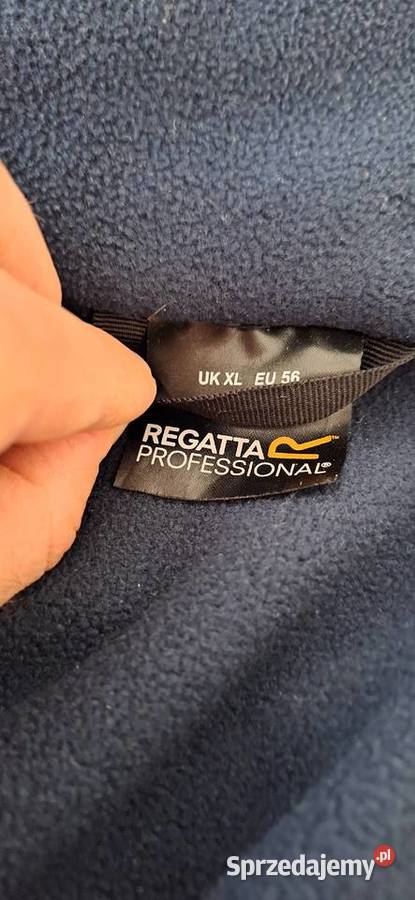 UK XL EU 56
REGATTA
PROFESSIONAL®
Sprzedajemy.pl